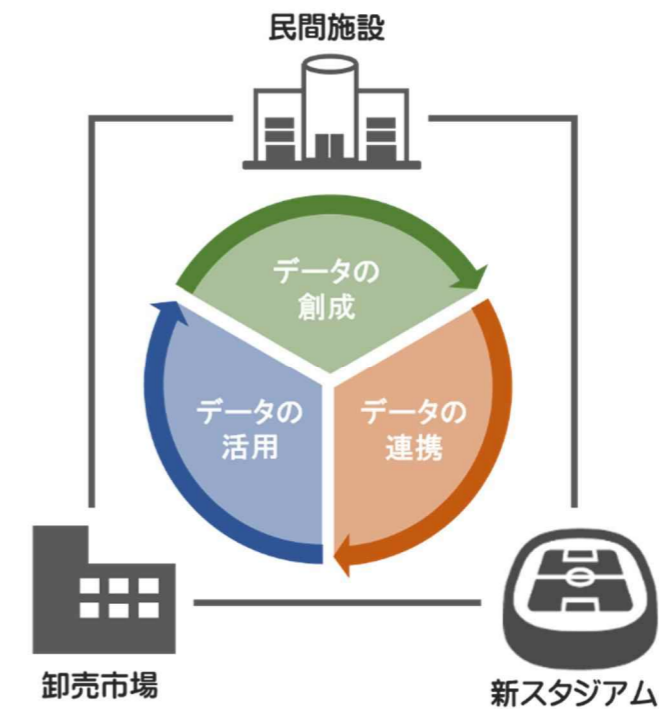 民間施設
データの
創成
データの
活用
データの
連携
卸売市場
新スタジアム